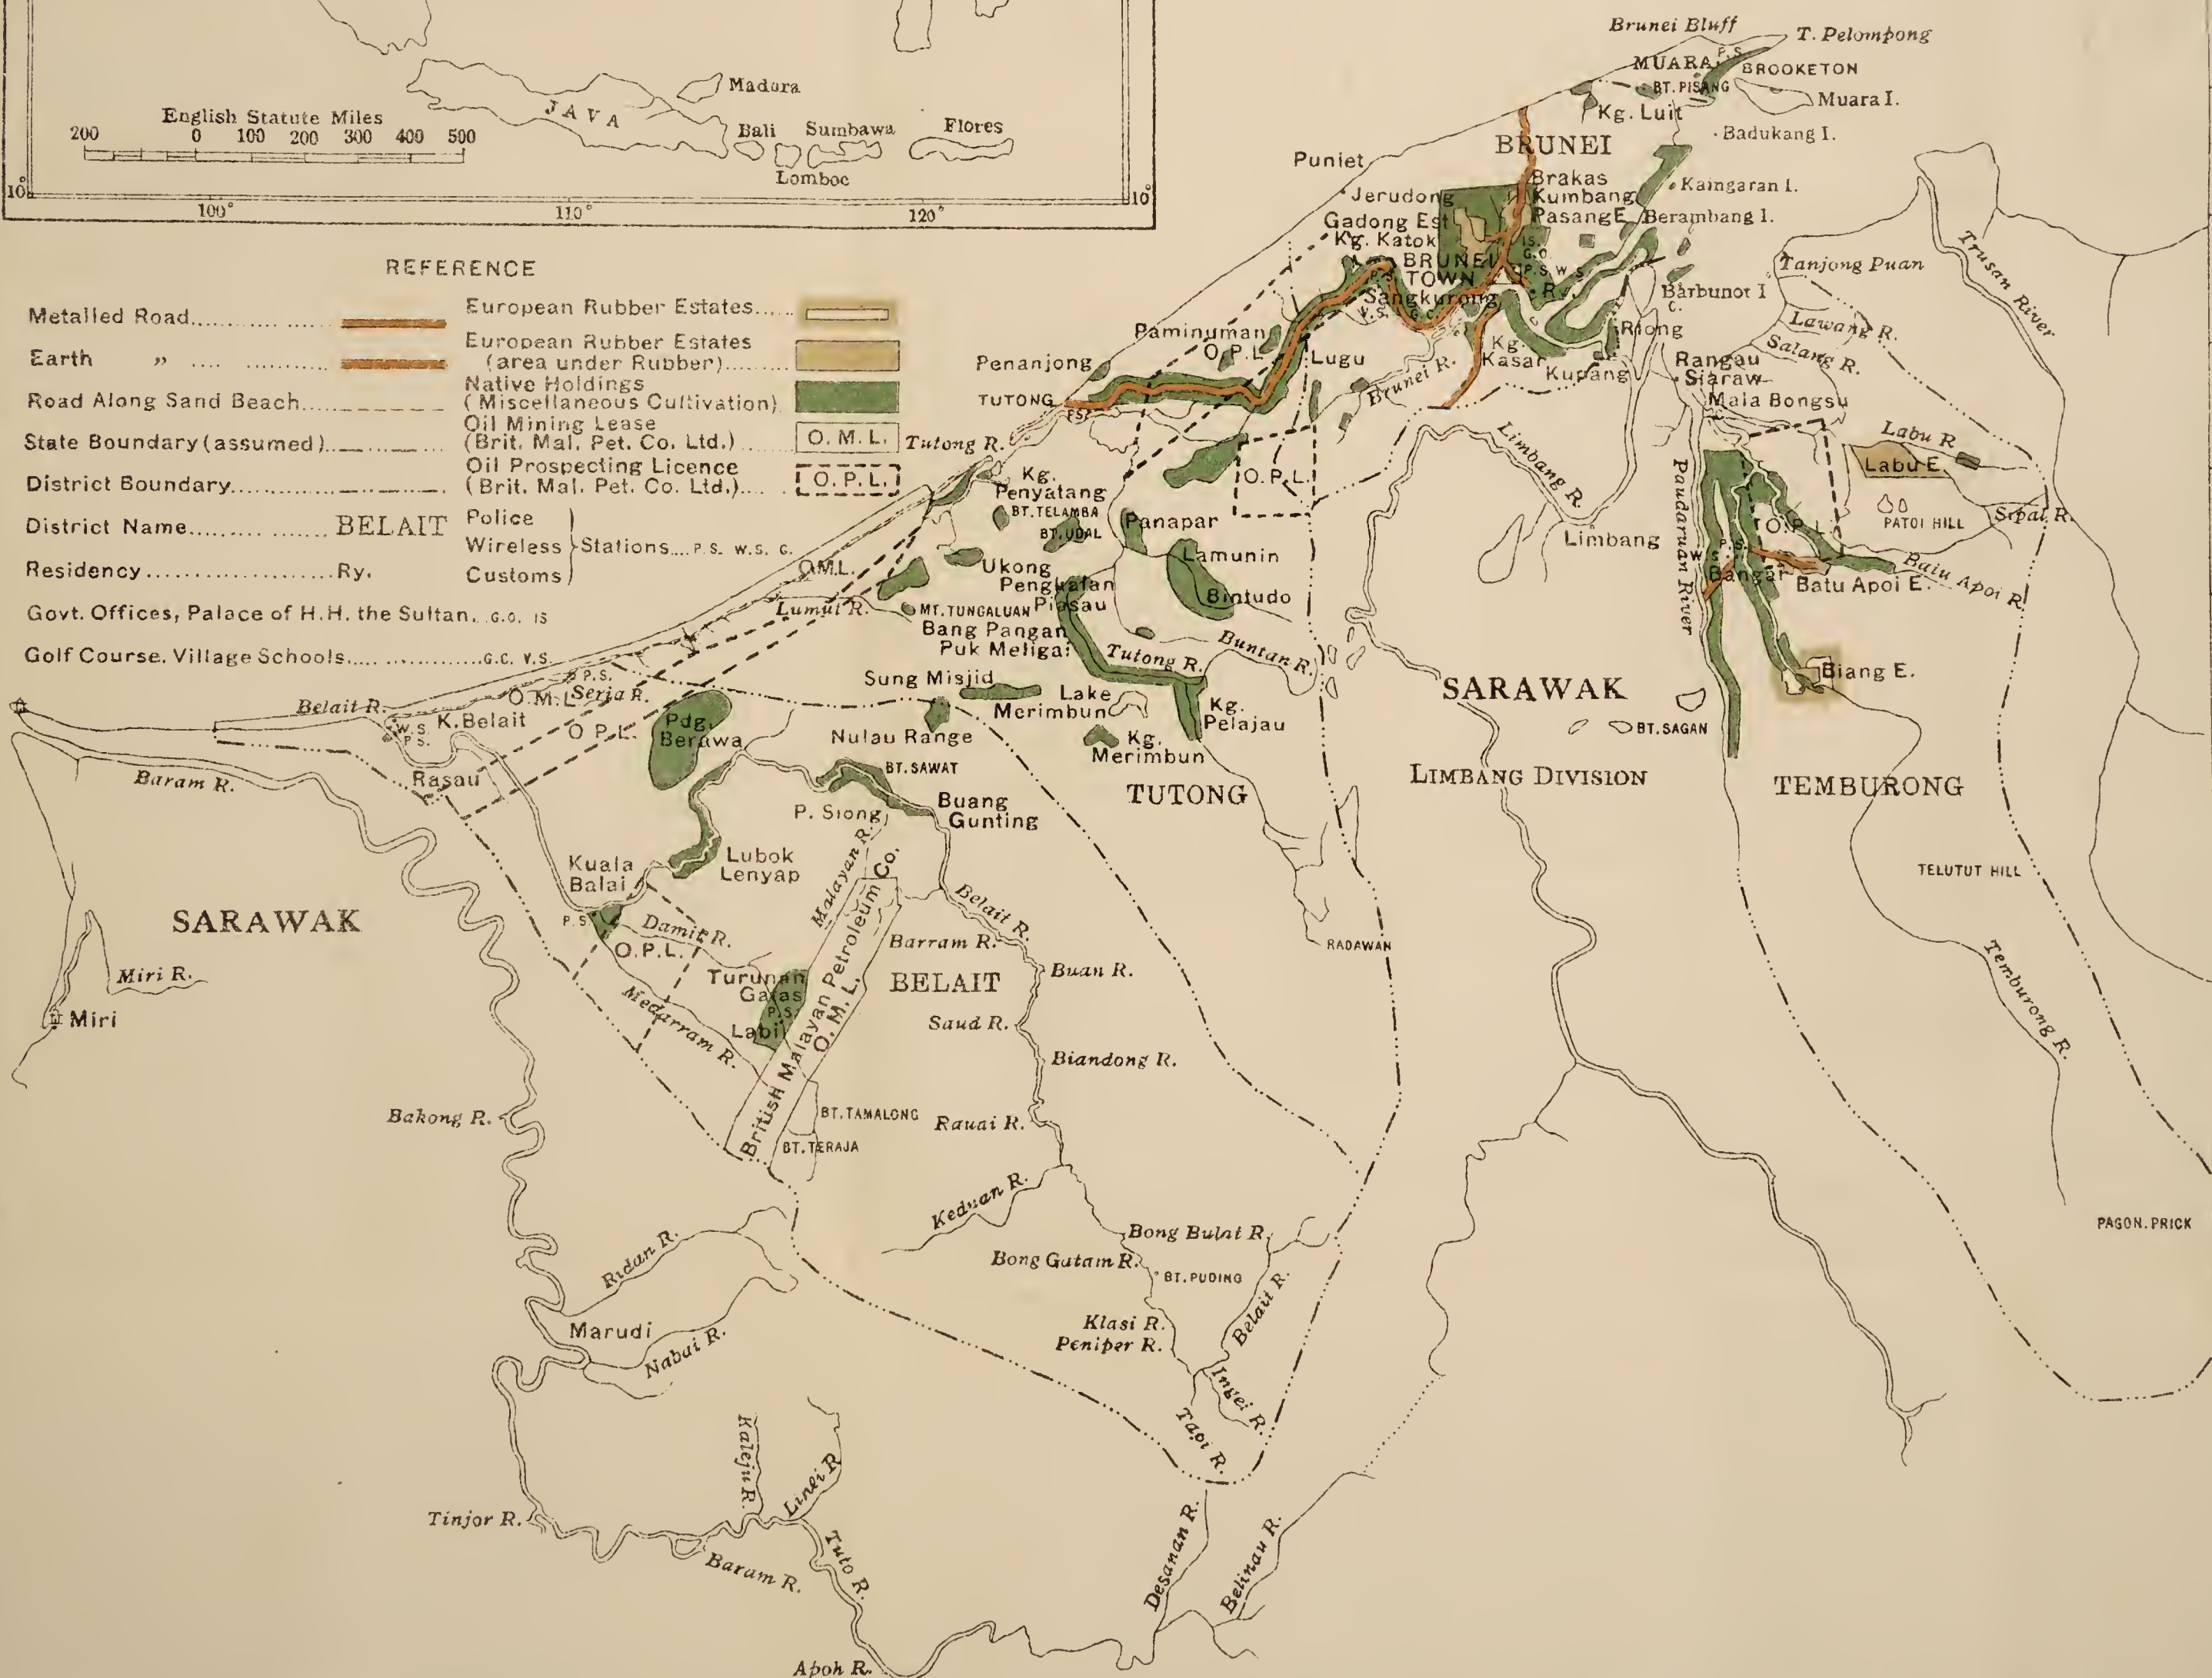 Madura
JAVA
Bali
Sumbawa
Flores
Lomboc
English Statute Miles
200 0 100 200 300 400 500
10°
10°
100°
110°
120°
REFERENCE
Metalled Road
Earth „
Road Along Sand Beach
State Boundary (assumed)
District Boundary
District Name BELAIT
Residency Ry.
Govt. Offices, Palace of H.H. the Sultan. G.O. IS
Golf Course. Village Schools G.C. V.S.
European Rubber Estates
European Rubber Estates
(area under Rubber)
Native Holdings
(Miscellaneous Cultivation)
Oil Mining Lease
(Brit. Mal. Pet. Co. Ltd.)
O. M. L.
Oil Prospecting Licence
(Brit. Mal. Pet. Co. Ltd.)
O. P. L.
Police
Wireless } Stations P.S. W.S. C.
Customs
Brunei Bluff
T. Pelompong
P.S.
MUARA
BROOKETON
BT. PISANG
Muara I.
Kg. Luit
Badukang I.
BRUNEI
Puniet
Brakas
Kaingaran I.
Jerudong
Kumbang
Gadong Est
Pasang E.
Berambang I.
Kg. Katok
IS.
G.O.
BRUNEI
TOWN
P.S.
P.S. W.S.
R.
Sangkurong
V.S.
G.C.
C.
Barbunot I
C.
Tanjong Puan
Trusan River
Lawang R.
Salang R.
Paminuman
O.P.L.
Penanjong
Lugu
Kg.
Kasar
Kupang
Riong
Brunei R.
Rangau
Siaraw
Mala Bongsu
TUTONG
P.S.
Tutong R.
Limbang R.
Labu R.
Labu E.
Kg.
Penyatang
BT. TELAMBA
BT. UDAL
Panapar
O.P.L.
Limbang
PATOI HILL
Sipai R.
Pandaruan River
O.P.L.
P.S.
W.S.
Bangar
Batu Apoi E.
Batu Apoi R.
Ukong
Lamunin
Pengkalan
Piasau
Bintudo
O.M.L.
Lumut R.
MT. TUNGALUAN
Bang Pangan
Puk Meligai
Tutong R.
Buntan R.
Biang E.
Sung Misjid
Lake
Merimbun
SARAWAK
BT. SAGAN
Kg.
Pelajau
P.S.
Belait R.
O.M.L.
Seria R.
W.S.
P.S.
K. Belait
O.P.L.
Pdg.
Berawa
Nulau Range
Kg.
Merimbun
LIMBANG DIVISION
TEMBURONG
Rasau
Baram R.
BT. SAWAT
TUTONG
P. Siong
Buang
Gunting
Lubok
Lenyap
Malayan R.
Kuala
Balai
P.S.
TELUTUT HILL
SARAWAK
Damit R.
O.P.L.
Belait R.
Barram R.
RADAWAN
Miri R.
Miri
Turunan
Gatas
P.S.
Labi
British Malayan Petroleum Co.
O. M. L.
BELAIT
Buan R.
Temburong R.
Medarram R.
Saud R.
Biandong R.
Bakong R.
BT. TAMALONG
Rauai R.
BT. TERAJA
Keduan R.
PAGON. PRICK
Ridan R.
Bong Bulat R.
Bong Gutam R.
BT. PUDING
Belait R.
Marudi
Nabui R.
Klasi R.
Peniper R.
Ingei R.
Kaleju R.
Linei R
Tinjor R.
Baram R.
Tuto R.
Desanan R.
Belinau R.
Apoh R.